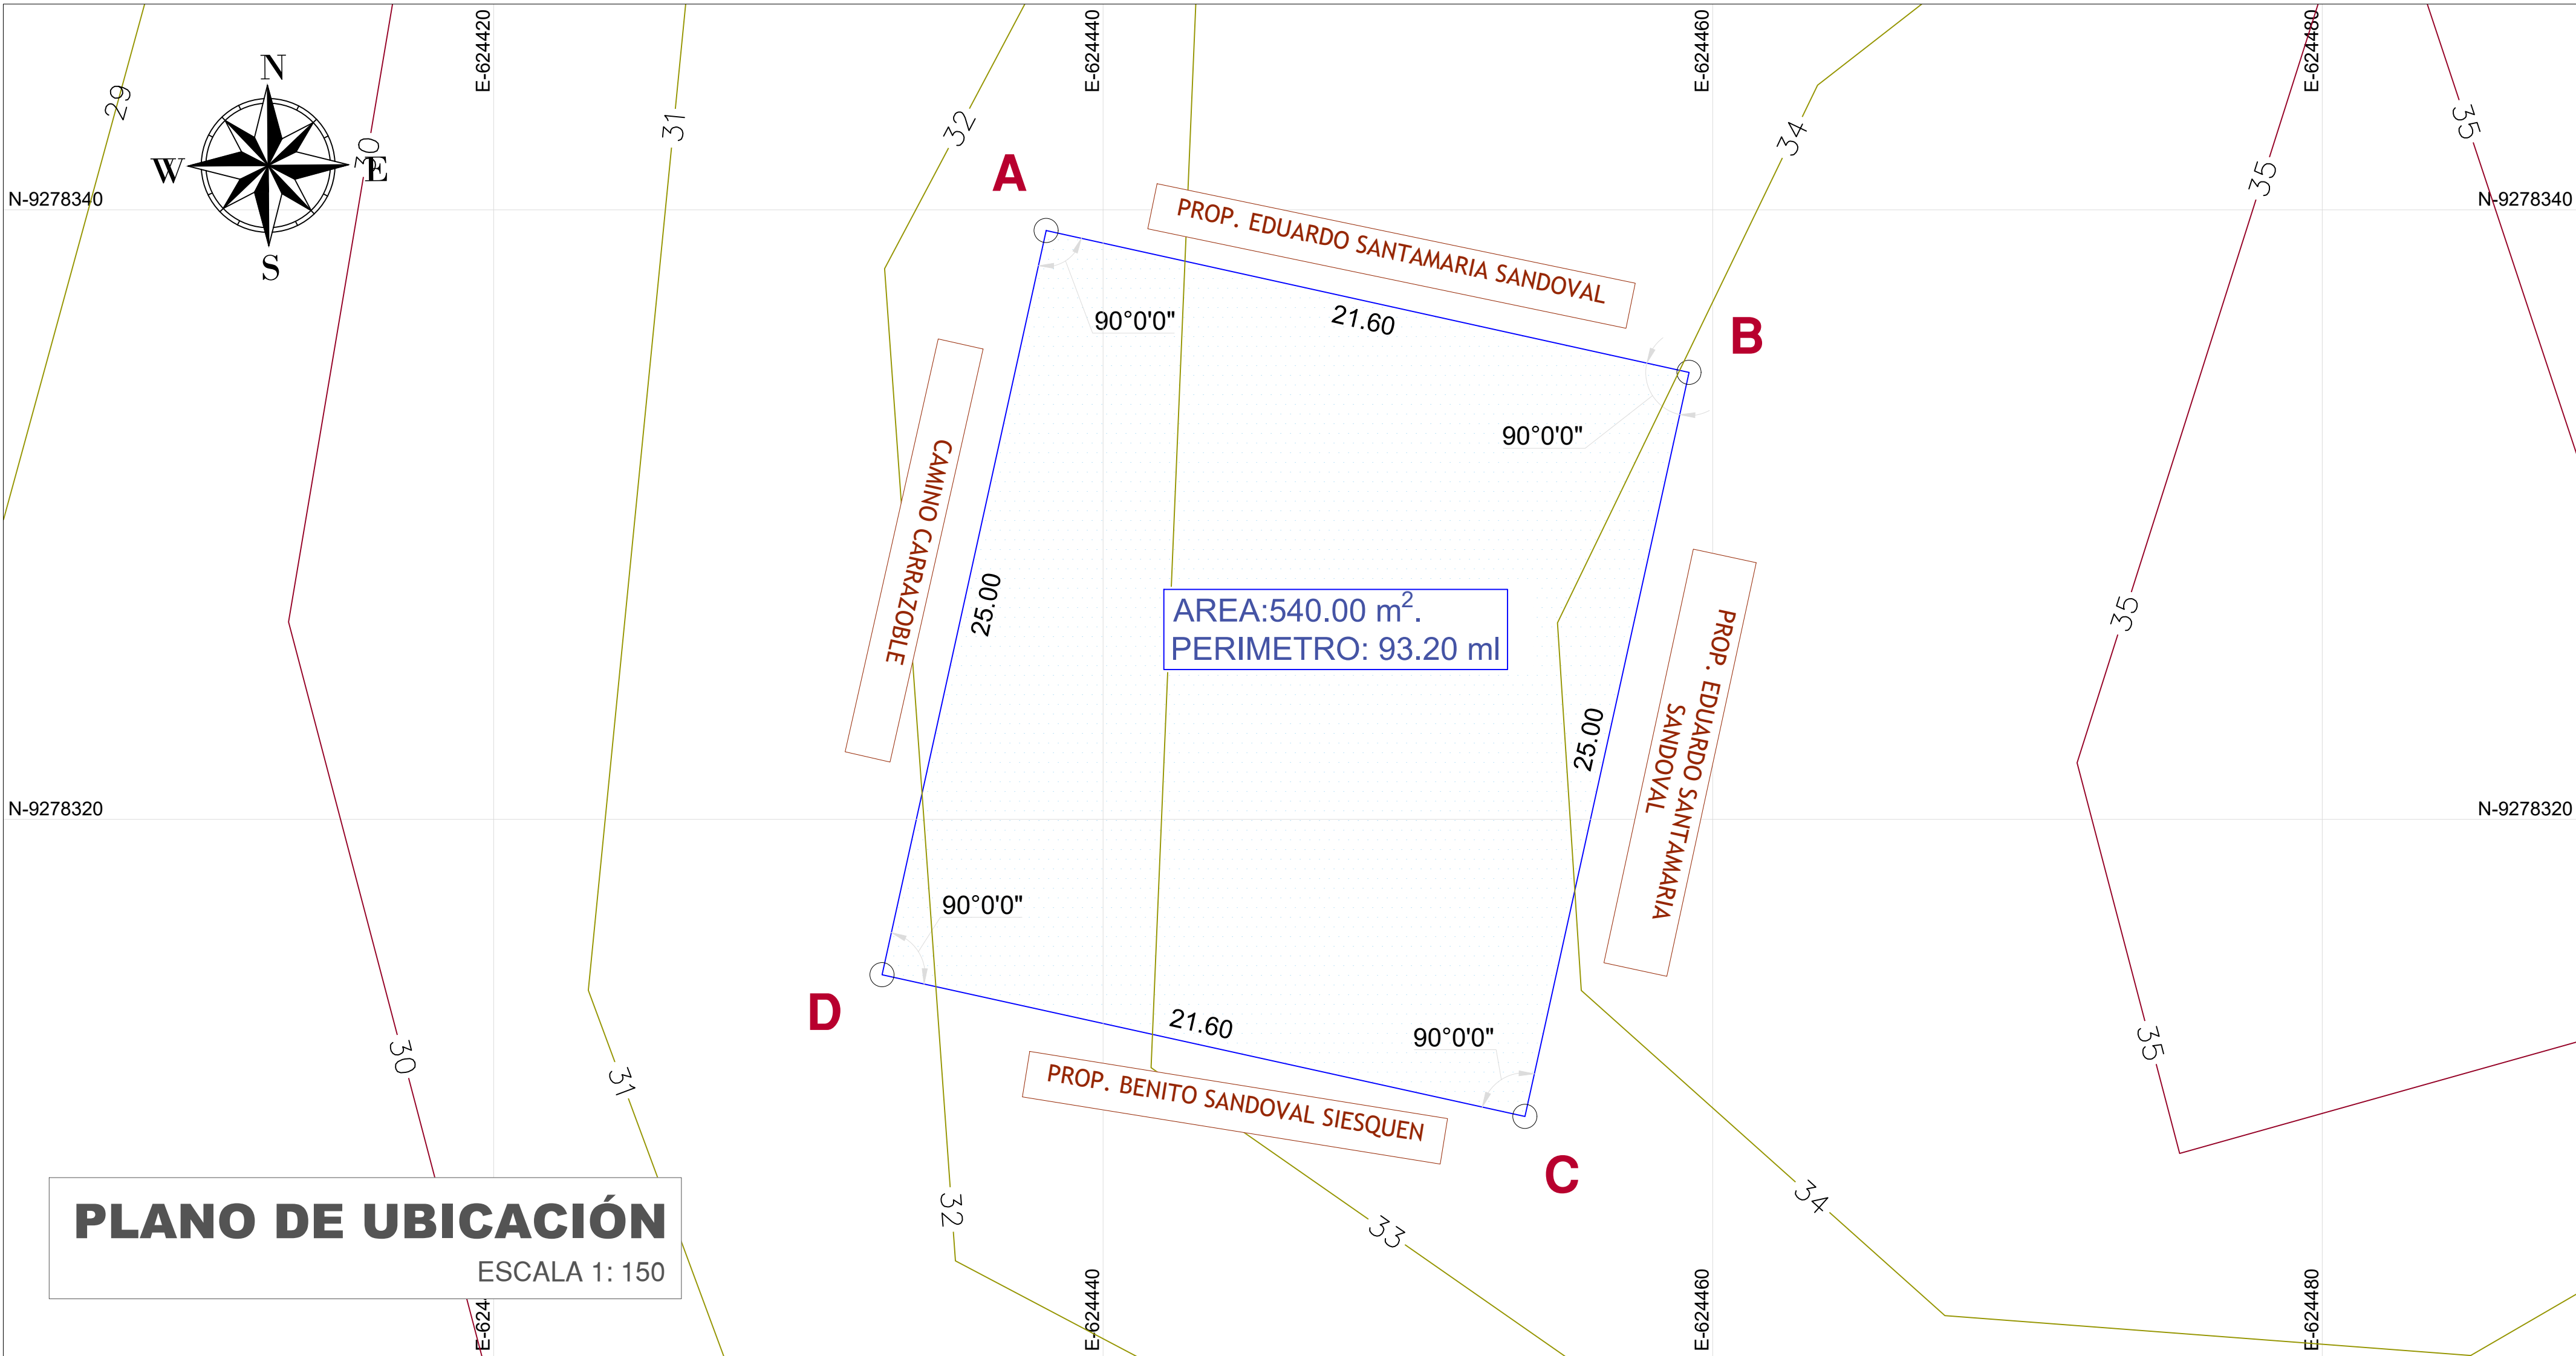 E-624420
E-624440
E-624460
E-624480
29
N
W
E
S
30
31
32
34
35
35
N-9278340
N-9278340
A
PROP. EDUARDO SANTAMARIA SANDOVAL
90°0'0"
21.60
B
90°0'0"
CAMINO CARRAZOBLE
25.00
AREA:540.00 m².
PERIMETRO: 93.20 ml
25.00
PROP. EDUARDO SANTAMARIA
SANDOVAL
35
N-9278320
N-9278320
90°0'0"
D
21.60
90°0'0"
PROP. BENITO SANDOVAL SIESQUEN
C
30
31
32
33
34
35
PLANO DE UBICACIÓN
ESCALA 1: 150
E-624440
E-624460
E-624480